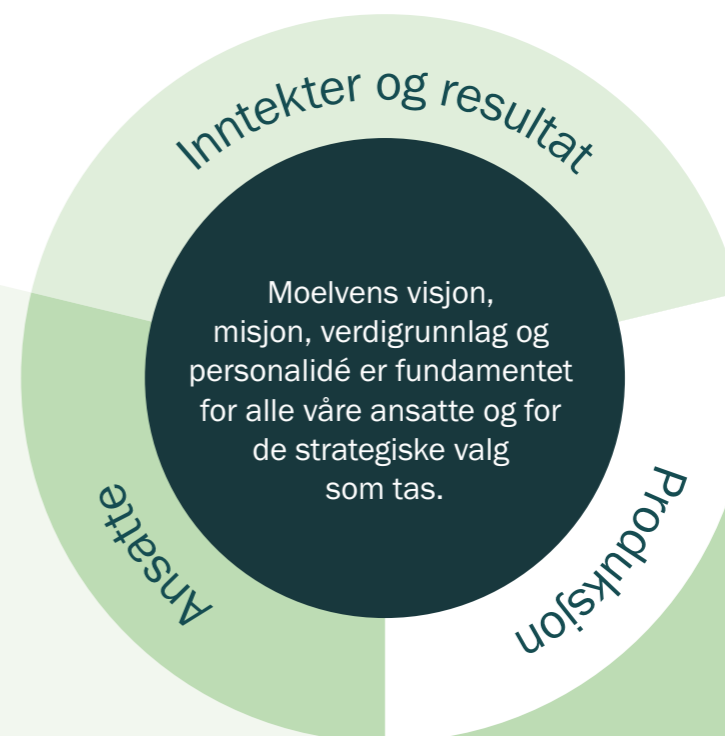 Inntekter og resultat
Moelvens visjon,
misjon, verdigrunnlag og
personalidé er fundamentet
for alle våre ansatte og for
de strategiske valg
som tas.
Ansatte
Produksjon